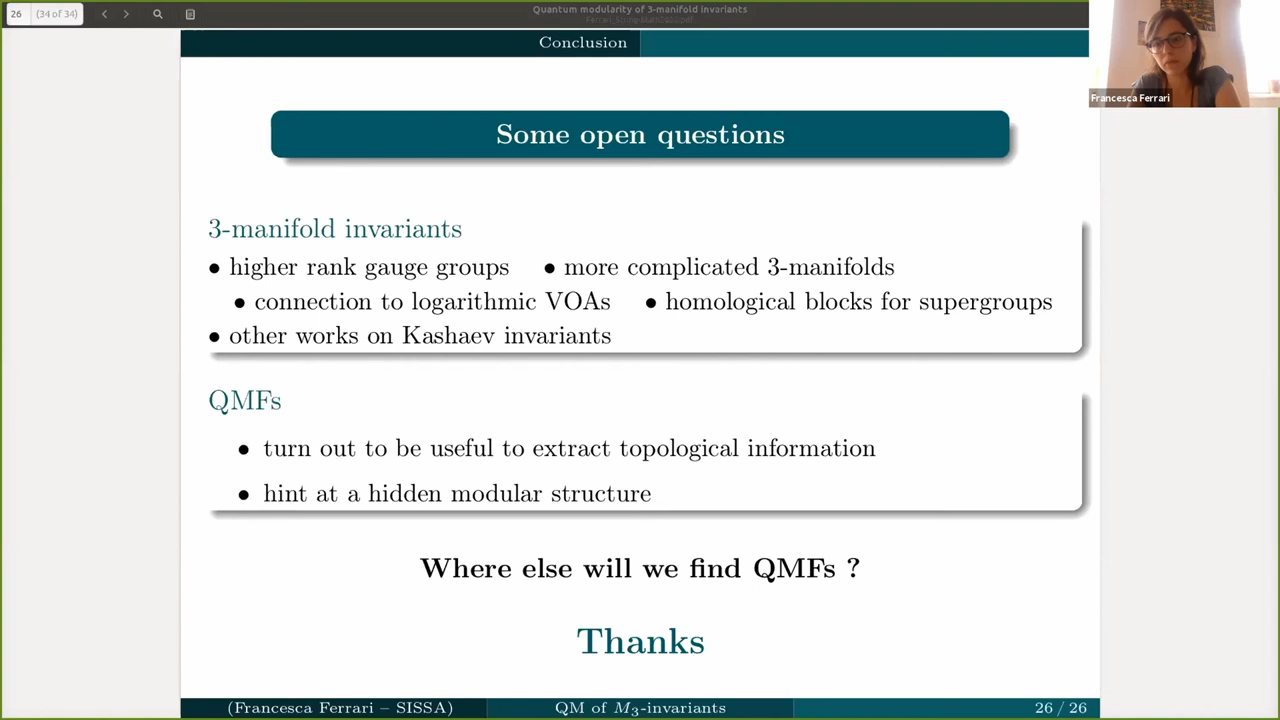 26 (34 of 34)
Quantum modularity of 3-manifold invariants
Conclusion
Francesca Ferrari
Some open questions
3-manifold invariants
• higher rank gauge groups • more complicated 3-manifolds
• connection to logarithmic VOAs • homological blocks for supergroups
• other works on Kashaev invariants
QMFs
• turn out to be useful to extract topological information
• hint at a hidden modular structure
Where else will we find QMFs ?
Thanks
(Francesca Ferrari – SISSA) QM of M₃-invariants 26 / 26